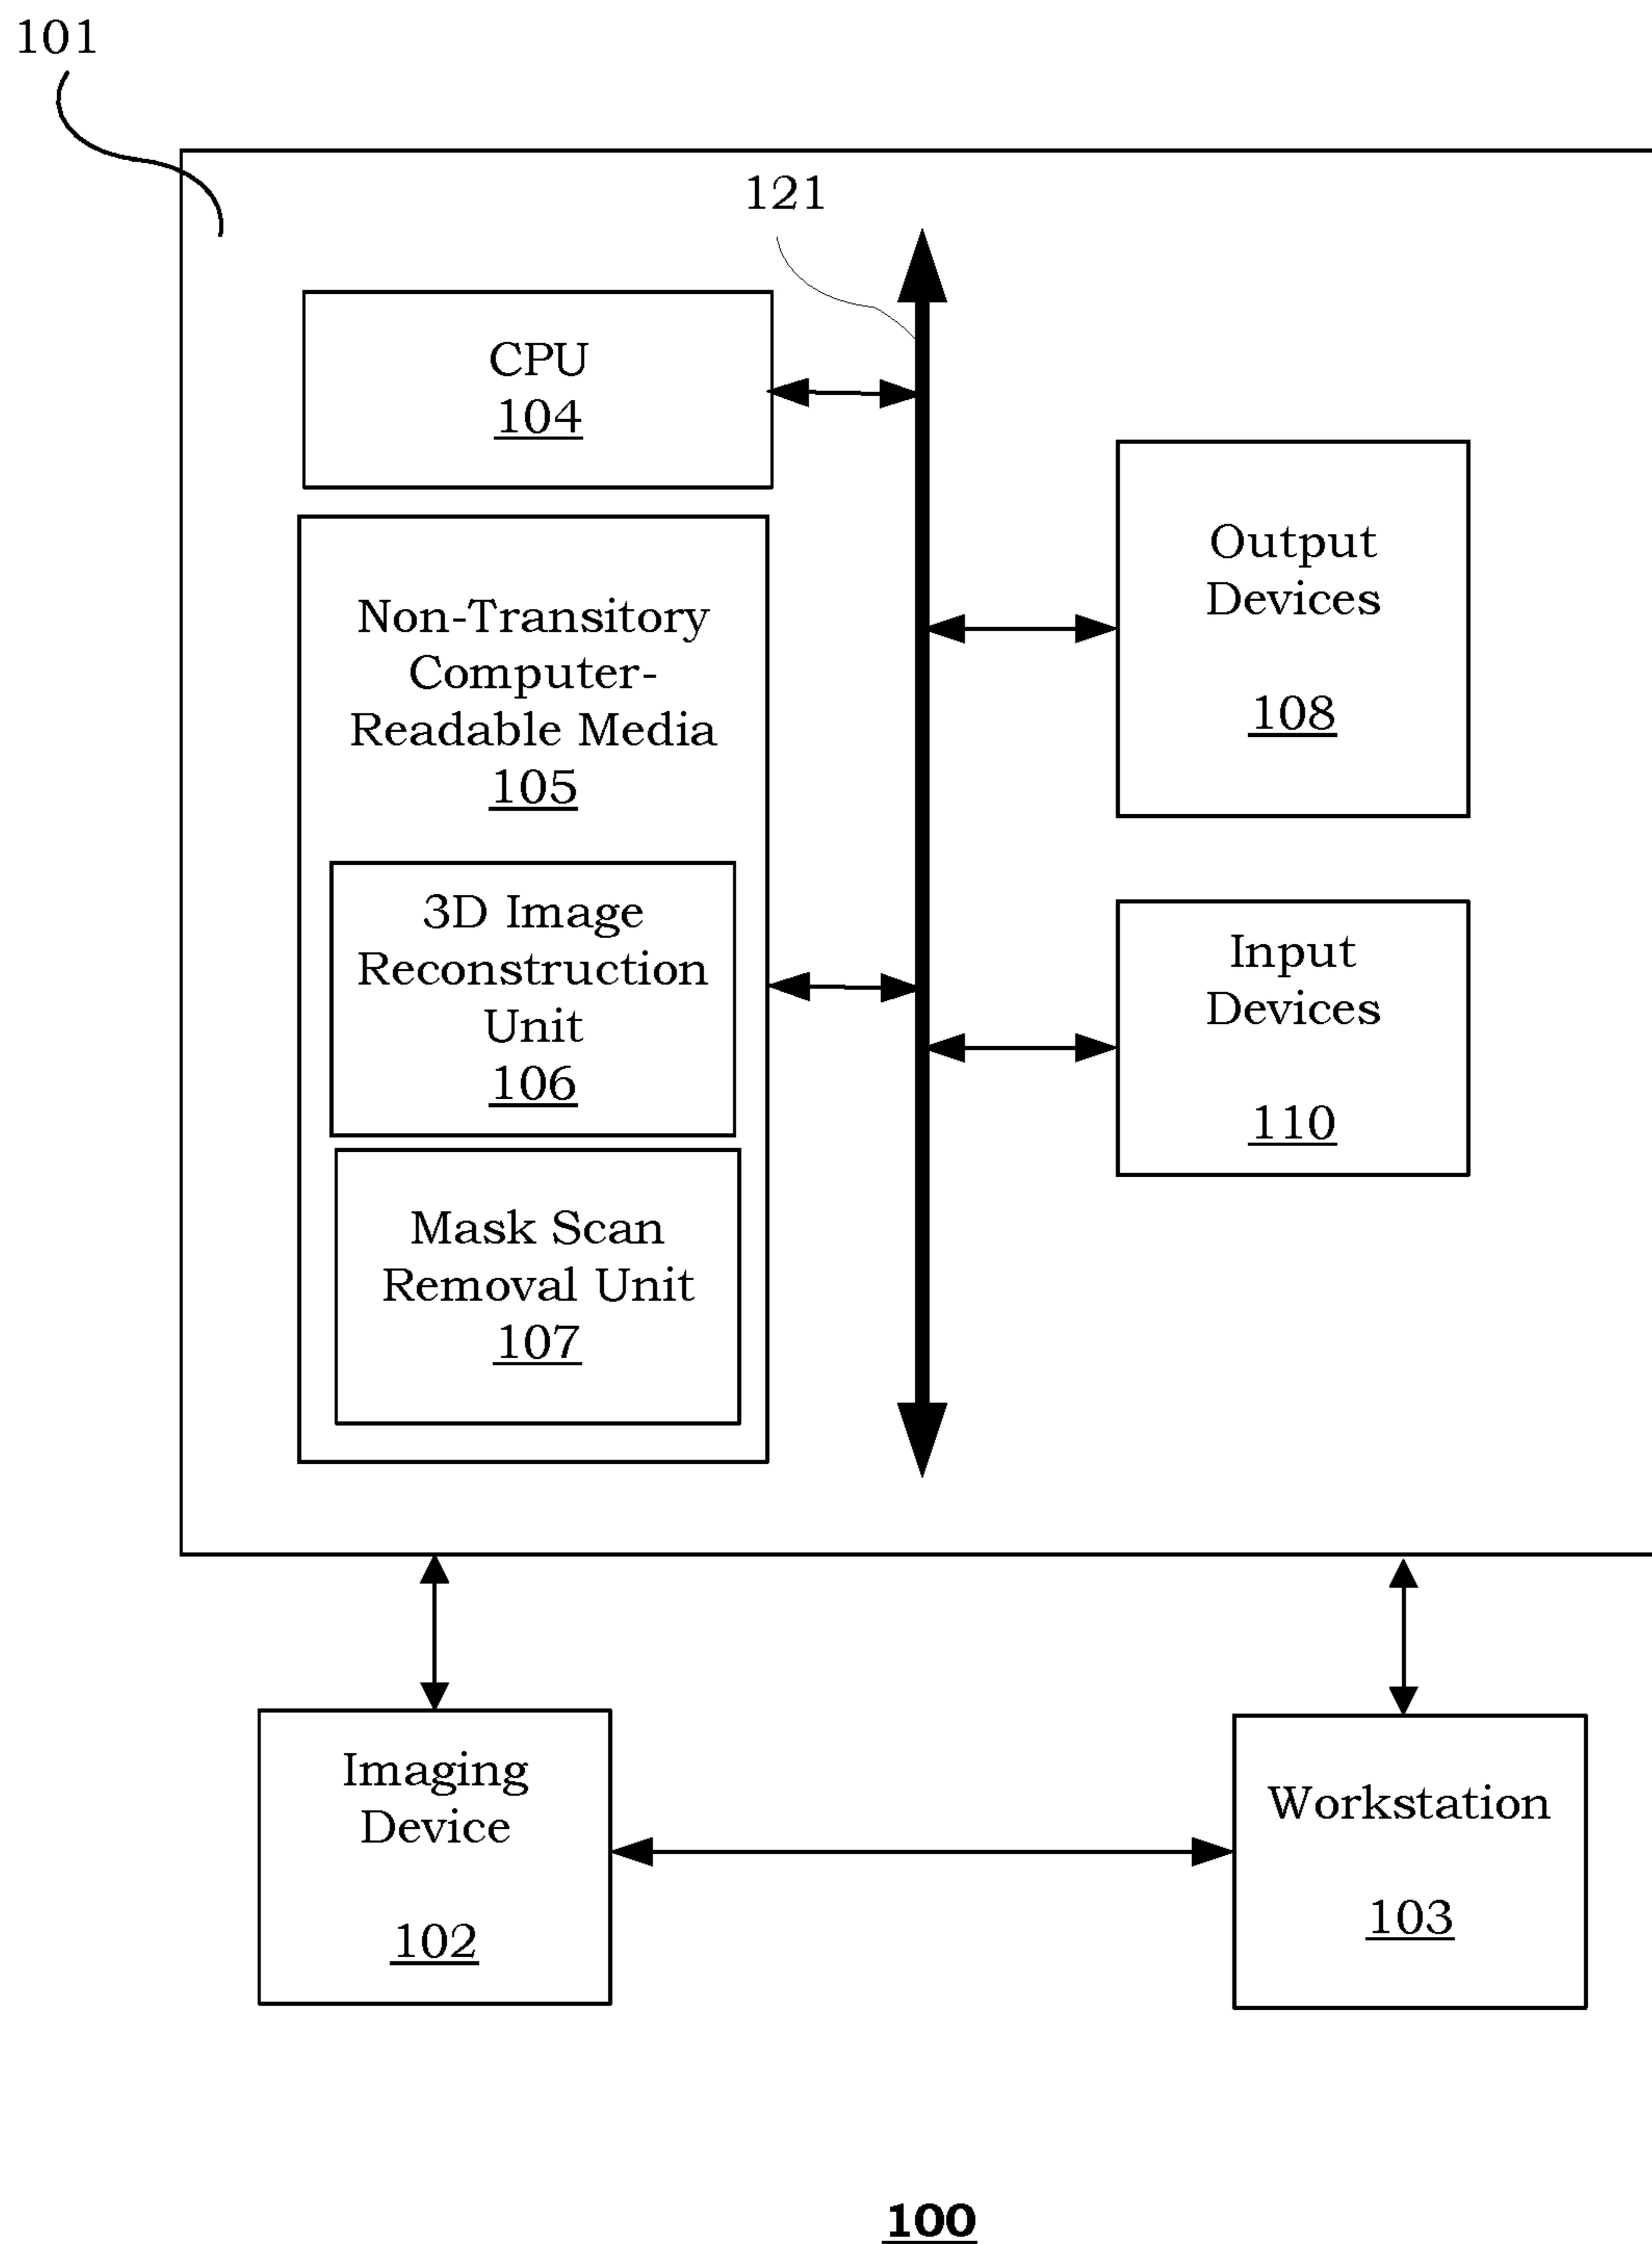 101
121
CPU
104
Non-Transitory
Computer-
Readable Media
105
3D Image
Reconstruction
Unit
106
Mask Scan
Removal Unit
107
Output
Devices
108
Input
Devices
110
Imaging
Device
102
Workstation
103
100